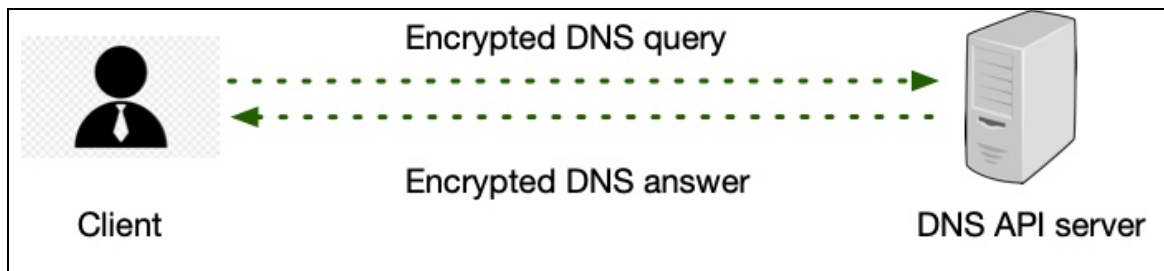 Encrypted DNS query
Encrypted DNS answer
Client
DNS API server